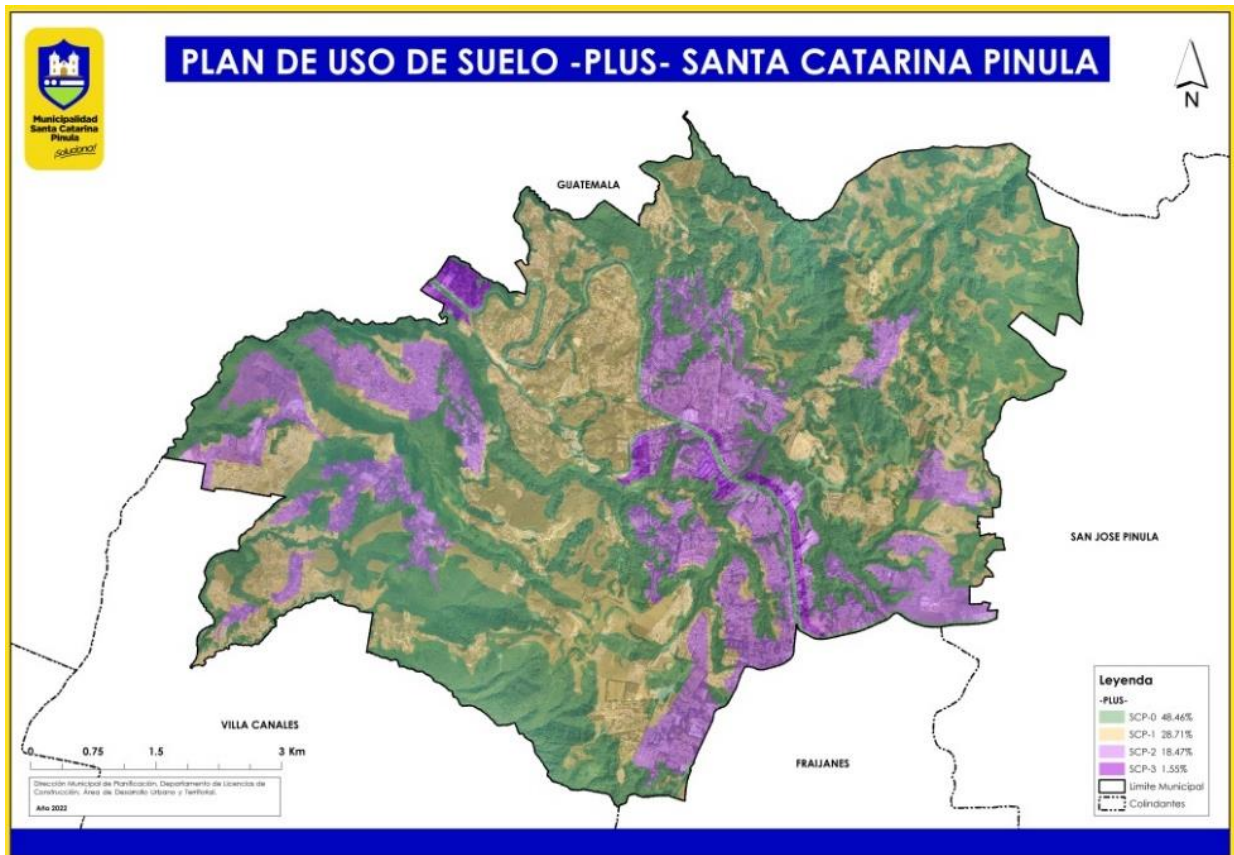 PLAN DE USO DE SUELO -PLUS- SANTA CATARINA PINULA
Municipalidad
Santa Catarina
Pinula
¡Soluciona!
N
GUATEMALA
SAN JOSE PINULA
VILLA CANALES
FRAIJANES
0 0.75 1.5 3 Km
Dirección Municipal de Planificación, Departamento de Licencias de
Construcción, Área de Desarrollo Urbano y Territorial.
Año 2022
Leyenda
-PLUS-
SCP-0 48.46%
SCP-1 28.71%
SCP-2 18.47%
SCP-3 1.55%
Limite Municipal
Colindantes